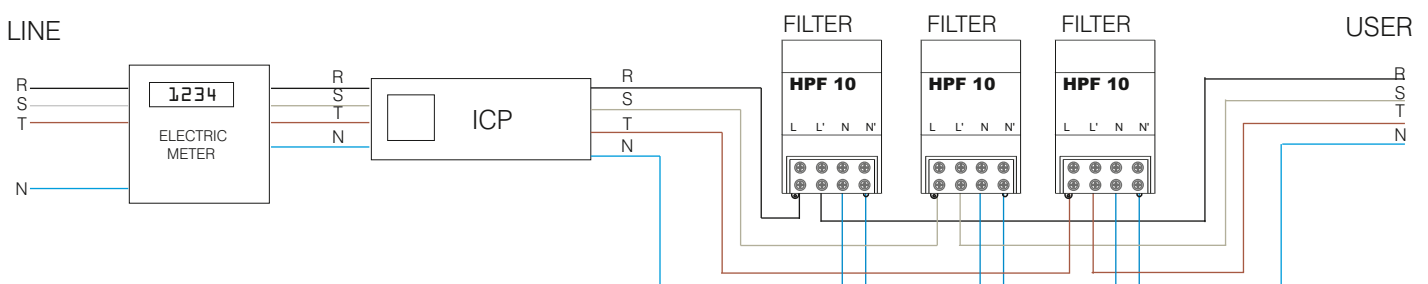 LINE
R
S
T
N
1234
ELECTRIC
METER
R
S
T
N
ICP
R
S
T
N
FILTER
HPF 10
L L' N N'
FILTER
HPF 10
L L' N N'
FILTER
HPF 10
L L' N N'
USER
R
S
T
N